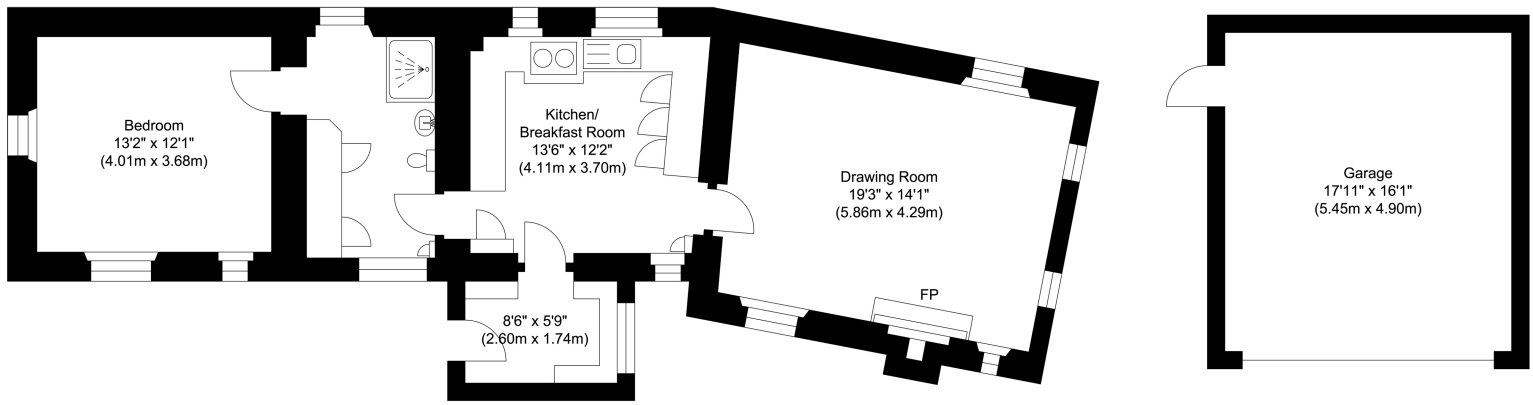 Bedroom
13'2" x 12'1"
(4.01m x 3.68m)
Kitchen/
Breakfast Room
13'6" x 12'2"
(4.11m x 3.70m)
Drawing Room
19'3" x 14'1"
(5.86m x 4.29m)
FP
8'6" x 5'9"
(2.60m x 1.74m)
Garage
17'11" x 16'1"
(5.45m x 4.90m)